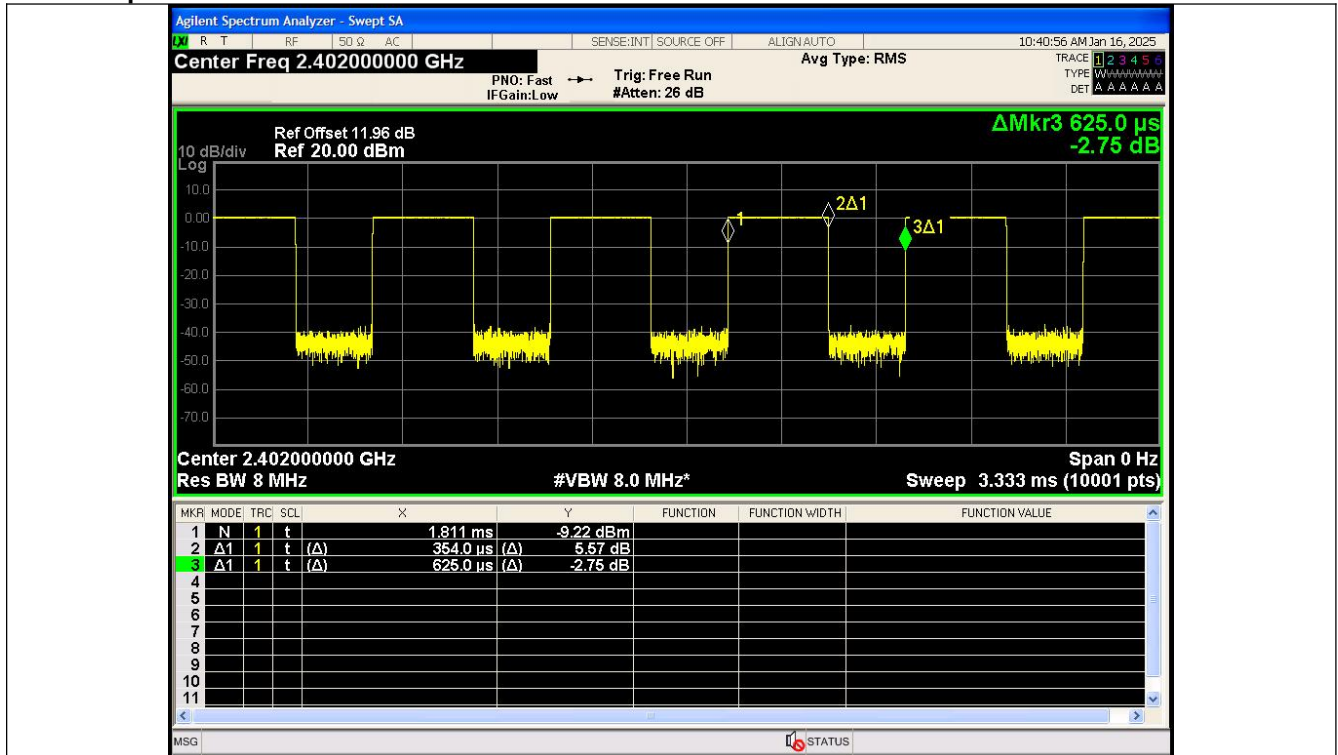 Agilent Spectrum Analyzer - Swept SA
LXI R T RF 50 Ω AC SENSE:INT SOURCE OFF ALIGN AUTO 10:40:56 AM Jan 16, 2025
Center Freq 2.402000000 GHz Avg Type: RMS TRACE 1 2 3 4 5 6
PNO: Fast Trig: Free Run TYPE W
IFGain:Low #Atten: 26 dB DET A A A A A A
Ref Offset 11.96 dB ΔMkr3 625.0 µs
10 dB/div Ref 20.00 dBm -2.75 dB
Log
10.0
2Δ1
0.00 1
3Δ1
-10.0
-20.0
-30.0
-40.0
-50.0
-60.0
-70.0
Center 2.402000000 GHz Span 0 Hz
Res BW 8 MHz #VBW 8.0 MHz* Sweep 3.333 ms (10001 pts)
MKR MODE TRC SCL X Y FUNCTION FUNCTION WIDTH FUNCTION VALUE
1 N 1 t 1.811 ms -9.22 dBm
2 Δ1 1 t (Δ) 354.0 µs (Δ) 5.57 dB
3 Δ1 1 t (Δ) 625.0 µs (Δ) -2.75 dB
4
5
6
7
8
9
10
11
MSG STATUS